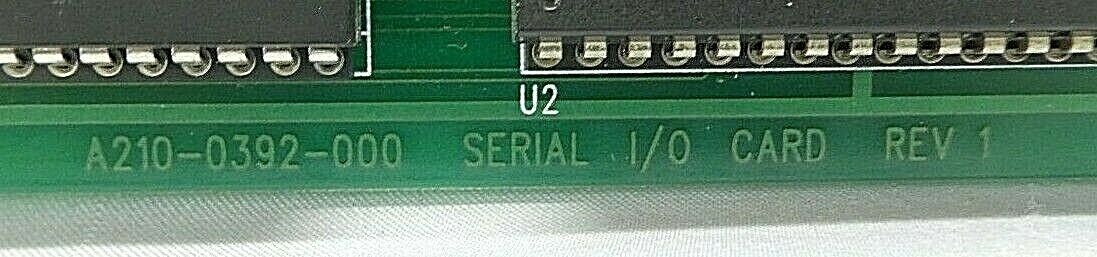 U2
A210-0392-000 SERIAL I/O CARD REV 1